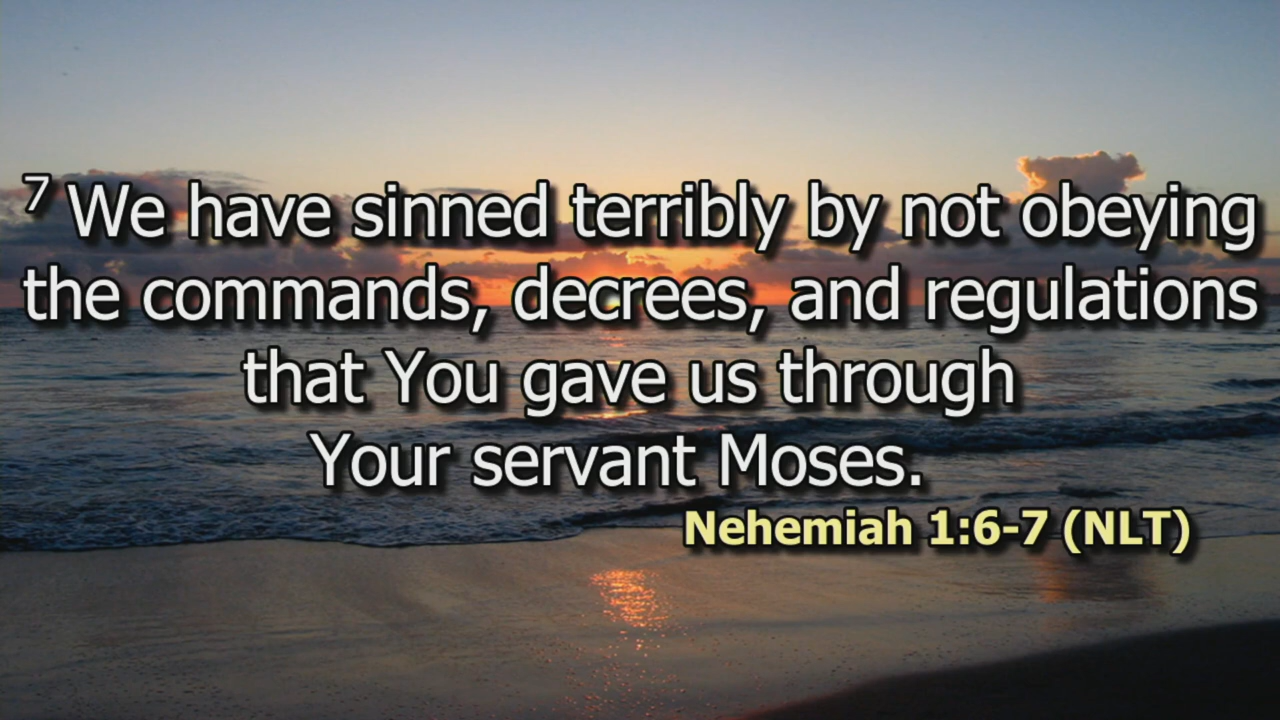 7 We have sinned terribly by not obeying
the commands, decrees, and regulations
that You gave us through
Your servant Moses.
Nehemiah 1:6-7 (NLT)